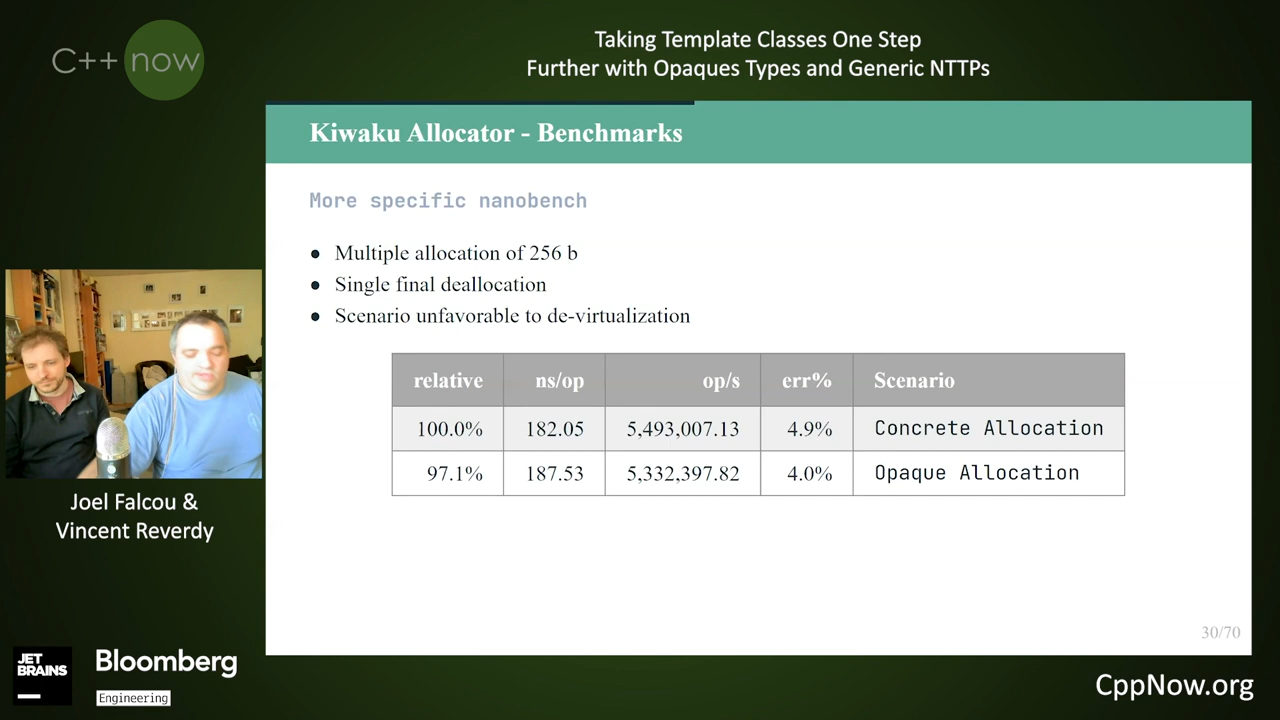 C++ now
Taking Template Classes One Step
Further with Opaques Types and Generic NTTPs
Kiwaku Allocator - Benchmarks
More specific nanobench
● Multiple allocation of 256 b
● Single final deallocation
● Scenario unfavorable to de-virtualization
relative ns/op op/s err% Scenario
100.0% 182.05 5,493,007.13 4.9% Concrete Allocation
97.1% 187.53 5,332,397.82 4.0% Opaque Allocation
30/70
Joel Falcou &
Vincent Reverdy
JET
BRAINS
Bloomberg
Engineering
CppNow.org